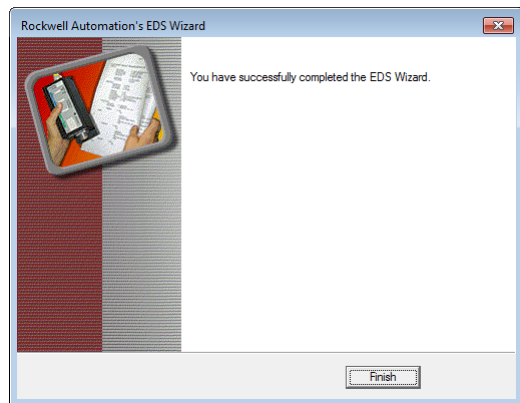 Rockwell Automation's EDS Wizard
You have successfully completed the EDS Wizard.
Finish